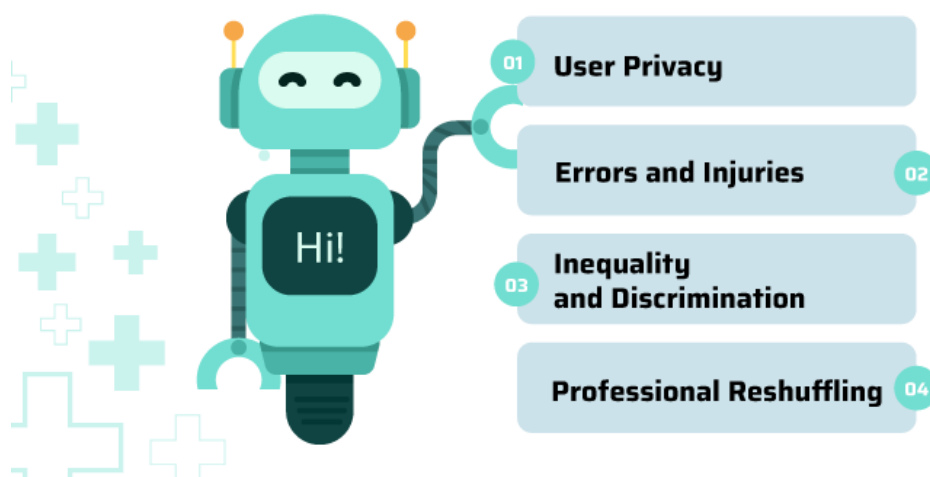 Hi!
01
User Privacy
Errors and Injuries
02
03
Inequality
and Discrimination
Professional Reshuffling
04